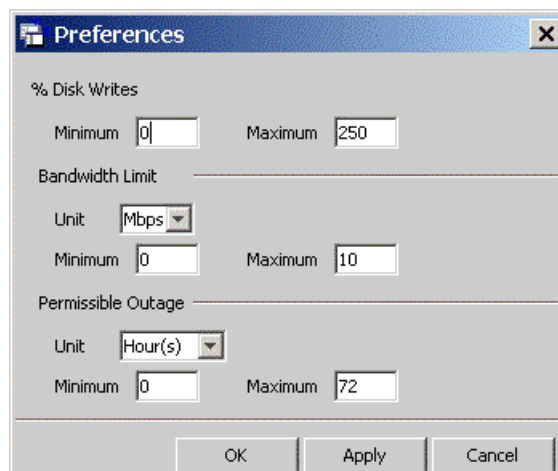 Preferences
% Disk Writes
Minimum 0 Maximum 250
Bandwidth Limit
Unit Mbps
Minimum 0 Maximum 10
Permissible Outage
Unit Hour(s)
Minimum 0 Maximum 72
OK Apply Cancel